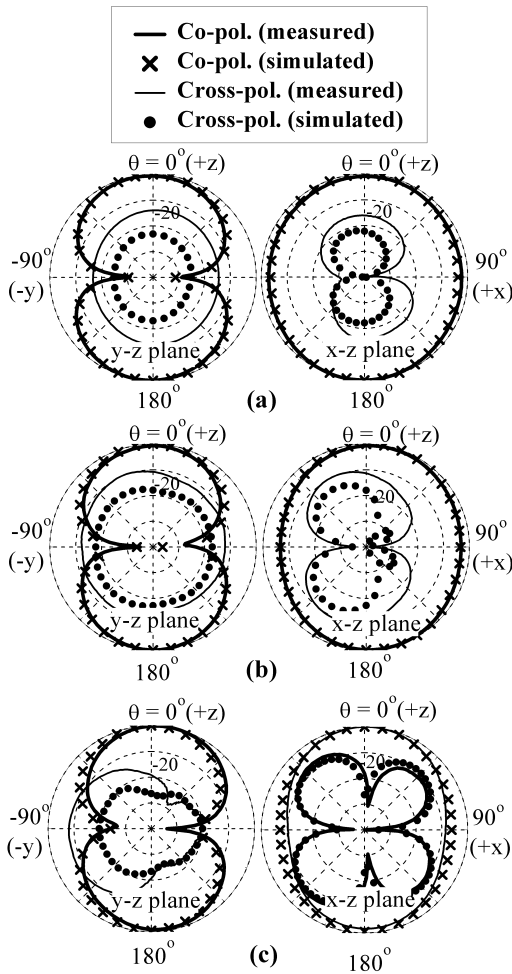 Co-pol. (measured)
Co-pol. (simulated)
Cross-pol. (measured)
Cross-pol. (simulated)
θ = 0° (+z)
θ = 0° (+z)
-20
-20
-90°
(-y)
90°
(+x)
y-z plane
x-z plane
180°
(a)
180°
θ = 0° (+z)
θ = 0° (+z)
-20
-20
-90°
(-y)
90°
(+x)
y-z plane
x-z plane
180°
(b)
180°
θ = 0° (+z)
θ = 0° (+z)
-20
-20
-90°
(-y)
90°
(+x)
y-z plane
x-z plane
180°
(c)
180°